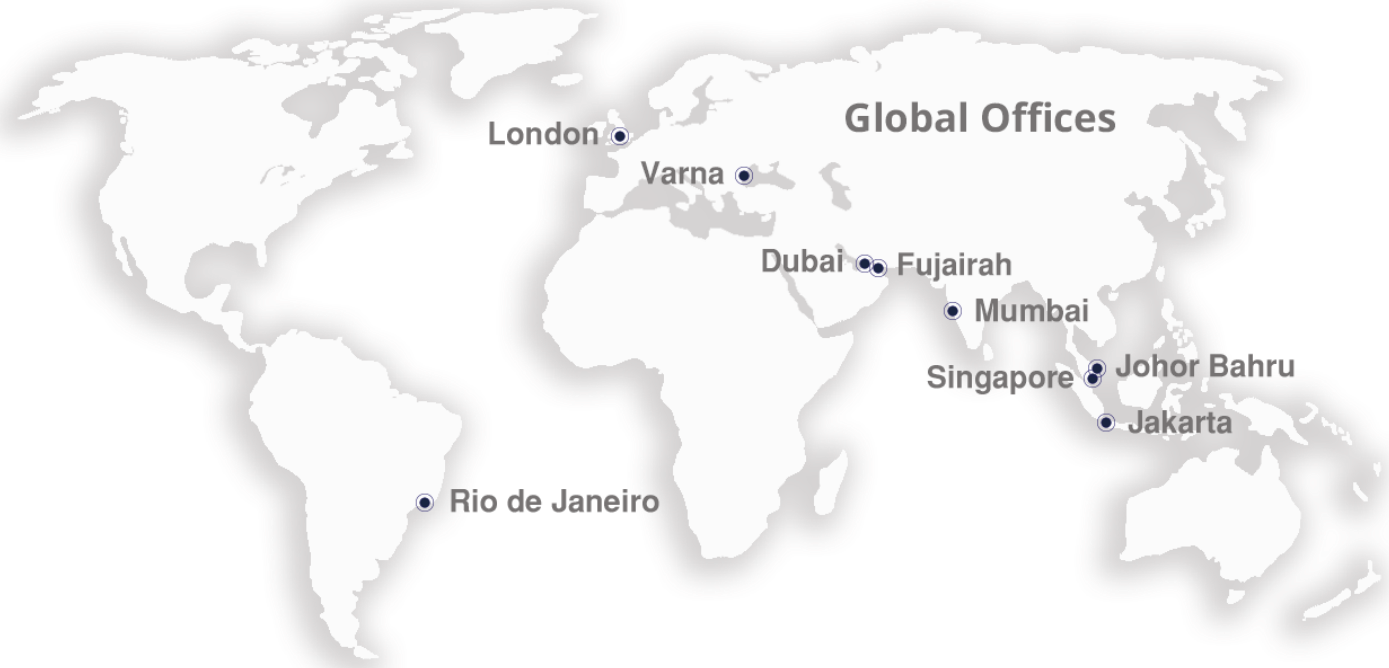 Global Offices
London
Varna
Dubai
Fujairah
Mumbai
Johor Bahru
Singapore
Jakarta
Rio de Janeiro